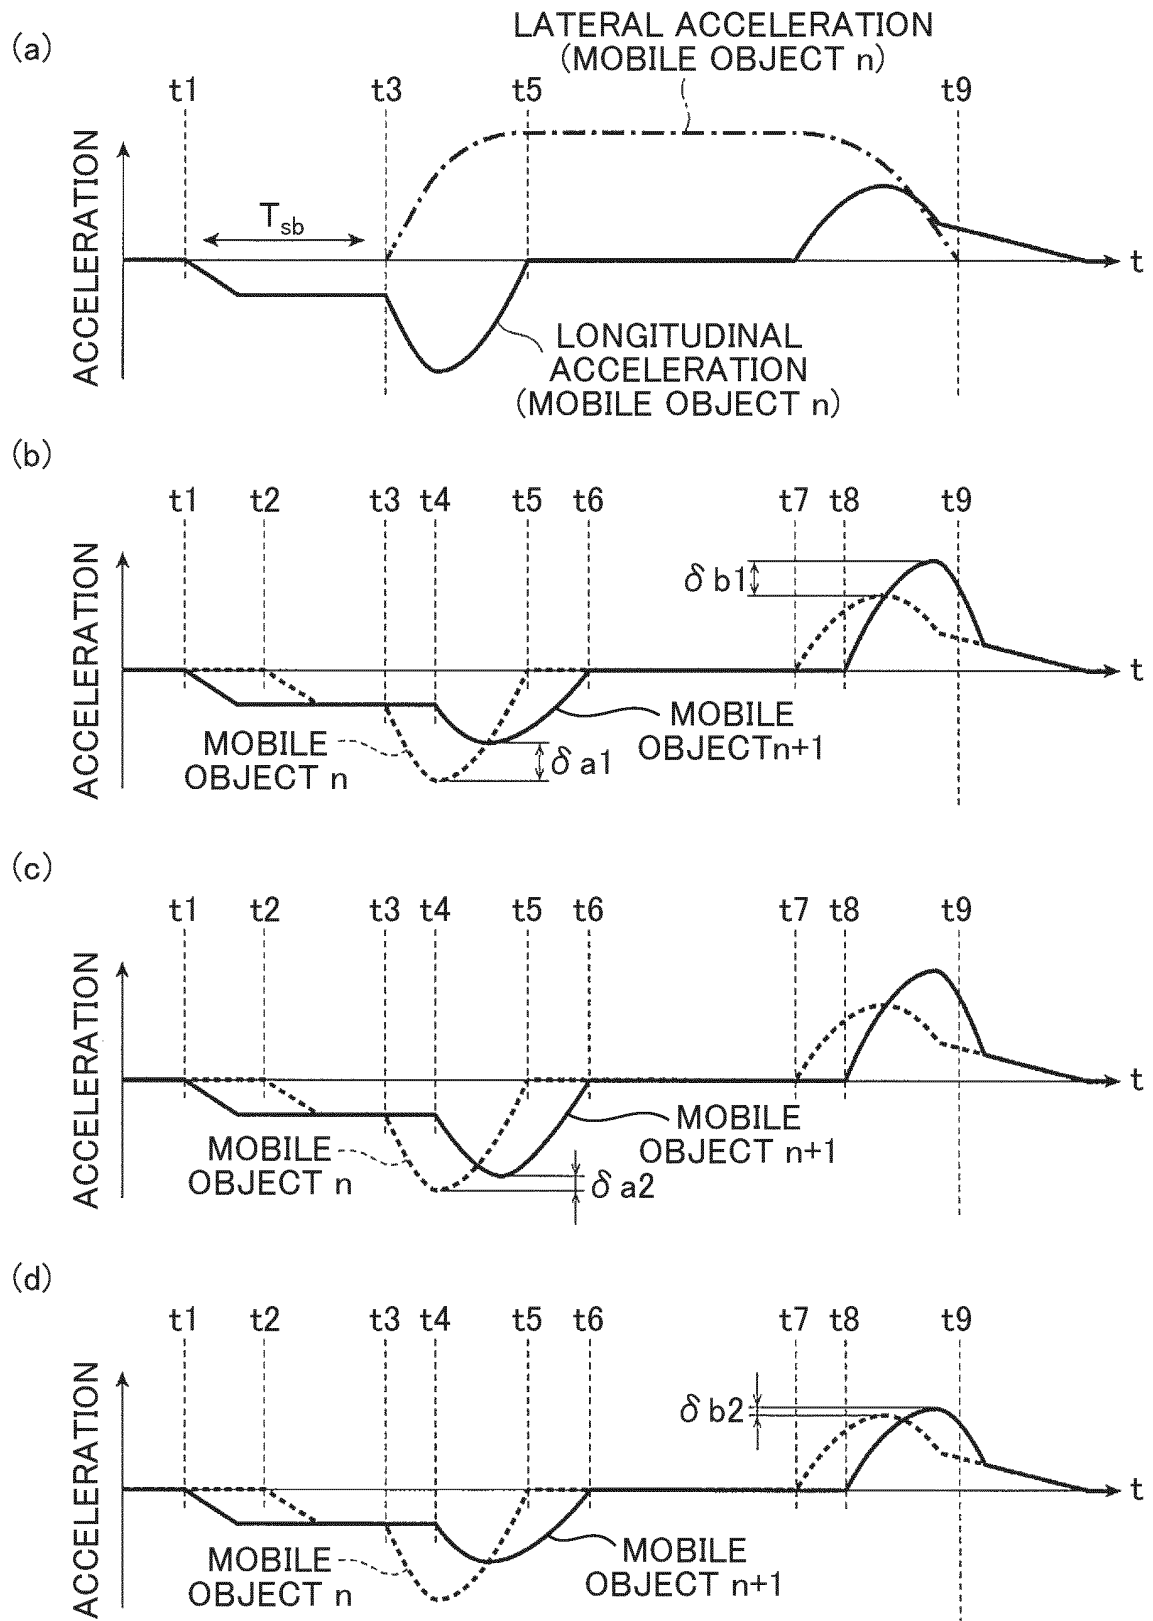 (a)
LATERAL ACCELERATION
(MOBILE OBJECT n)
t1 t3 t5 t9
ACCELERATION
Tsb
t
LONGITUDINAL
ACCELERATION
(MOBILE OBJECT n)
(b)
t1 t2 t3 t4 t5 t6 t7 t8 t9
ACCELERATION
δ b1
t
MOBILE
OBJECT n
MOBILE
OBJECTn+1
δ a1
(c)
t1 t2 t3 t4 t5 t6 t7 t8 t9
ACCELERATION
t
MOBILE
OBJECT n
MOBILE
OBJECT n+1
δ a2
(d)
t1 t2 t3 t4 t5 t6 t7 t8 t9
ACCELERATION
δ b2
t
MOBILE
OBJECT n
MOBILE
OBJECT n+1